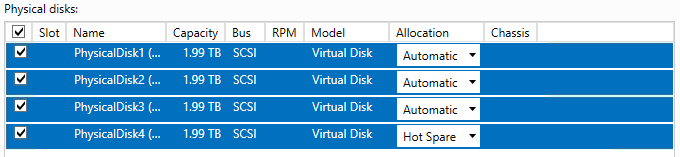 Physical disks:
Slot Name Capacity Bus RPM Model Allocation Chassis
PhysicalDisk1 (... 1.99 TB SCSI Virtual Disk Automatic
PhysicalDisk2 (... 1.99 TB SCSI Virtual Disk Automatic
PhysicalDisk3 (... 1.99 TB SCSI Virtual Disk Automatic
PhysicalDisk4 (... 1.99 TB SCSI Virtual Disk Hot Spare